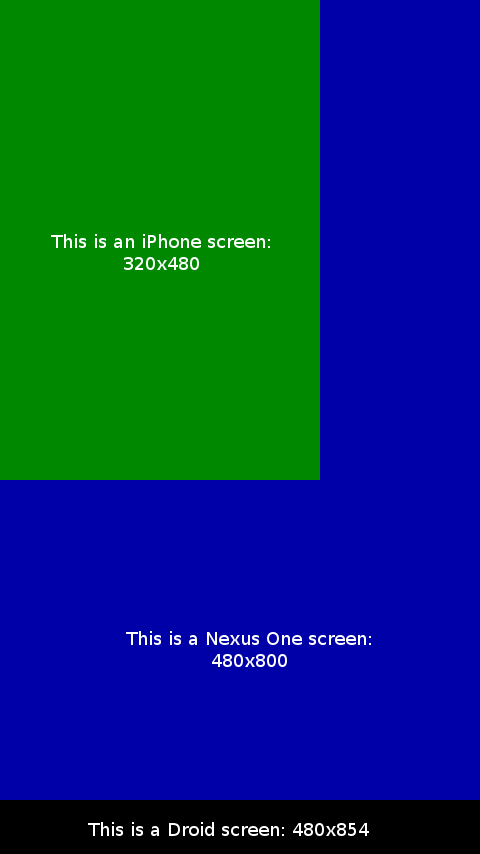 This is an iPhone screen:
320x480
This is a Nexus One screen:
480x800
This is a Droid screen: 480x854